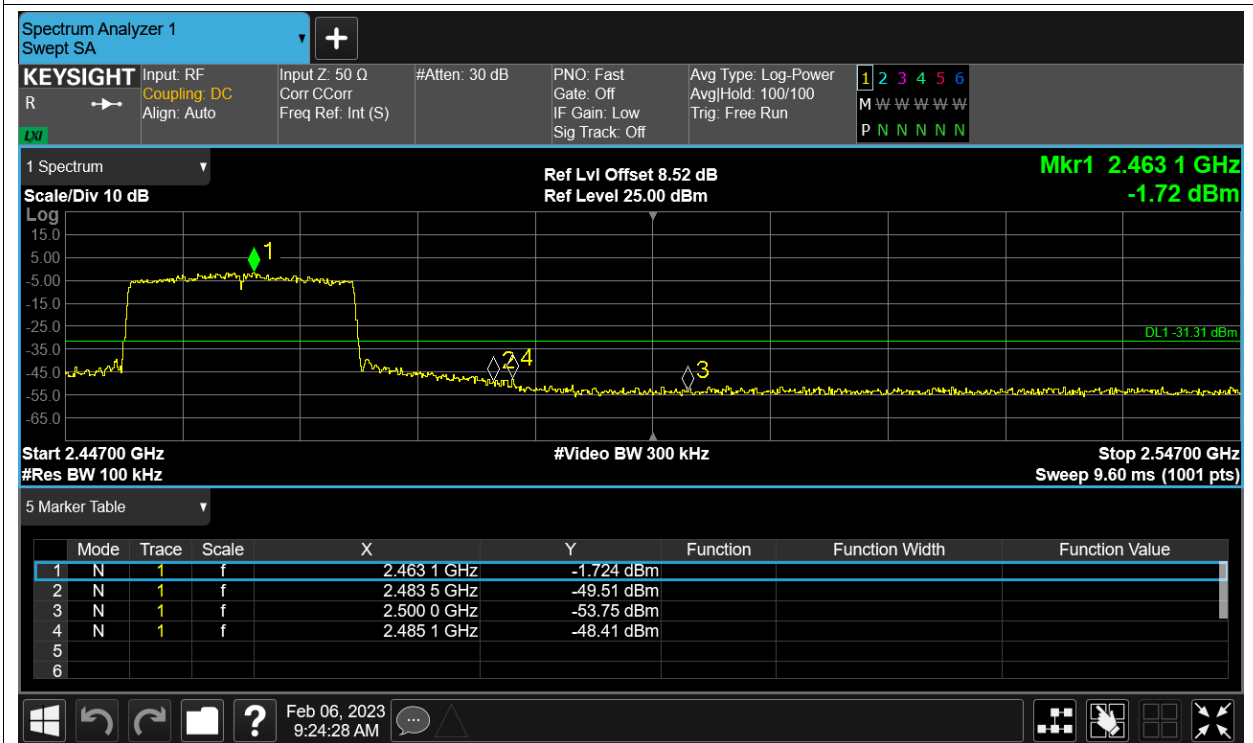 Spectrum Analyzer 1
Swept SA
KEYSIGHT
R
LXI
Input: RF
Coupling: DC
Align: Auto
Input Z: 50 Ω
Corr CCorr
Freq Ref: Int (S)
#Atten: 30 dB
PNO: Fast
Gate: Off
IF Gain: Low
Sig Track: Off
Avg Type: Log-Power
Avg|Hold: 100/100
Trig: Free Run
1 2 3 4 5 6
M W W W W W
P N N N N N
1 Spectrum
Scale/Div 10 dB
Ref Lvl Offset 8.52 dB
Ref Level 25.00 dBm
Mkr1 2.463 1 GHz
-1.72 dBm
Log
15.0
5.00
-5.00
-15.0
-25.0
-35.0
-45.0
-55.0
-65.0
1
2 4
3
DL1 -31.31 dBm
Start 2.44700 GHz
#Video BW 300 kHz
Stop 2.54700 GHz
#Res BW 100 kHz
Sweep 9.60 ms (1001 pts)
5 Marker Table
Mode Trace Scale X Y Function Function Width Function Value
1 N 1 f 2.463 1 GHz -1.724 dBm
2 N 1 f 2.483 5 GHz -49.51 dBm
3 N 1 f 2.500 0 GHz -53.75 dBm
4 N 1 f 2.485 1 GHz -48.41 dBm
5
6
?
Feb 06, 2023
9:24:28 AM